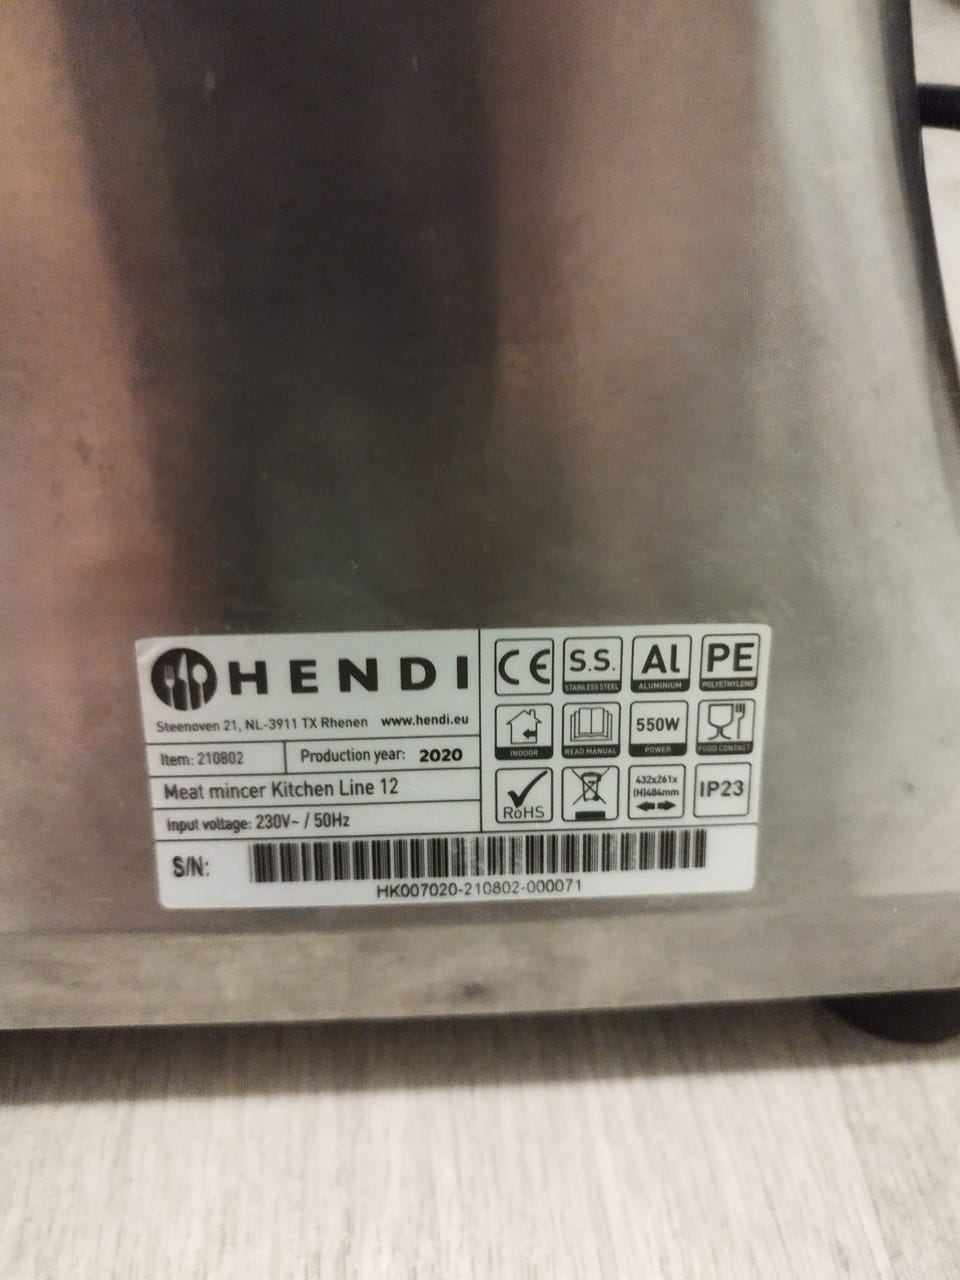 HENDI
Steenoven 21, NL-3911 TX Rhenen www.hendi.eu
Item: 210802
Production year: 2020
Meat mincer Kitchen Line 12
Input voltage: 230V~ / 50Hz
S/N:
HK007020-210802-000071
CE
S.S.
STAINLESS STEEL
Al
ALUMINIUM
PE
POLYETHYLENE
INDOOR
READ MANUAL
550W
POWER
FOOD CONTACT
RoHS
432x261x
(H)484mm
IP23